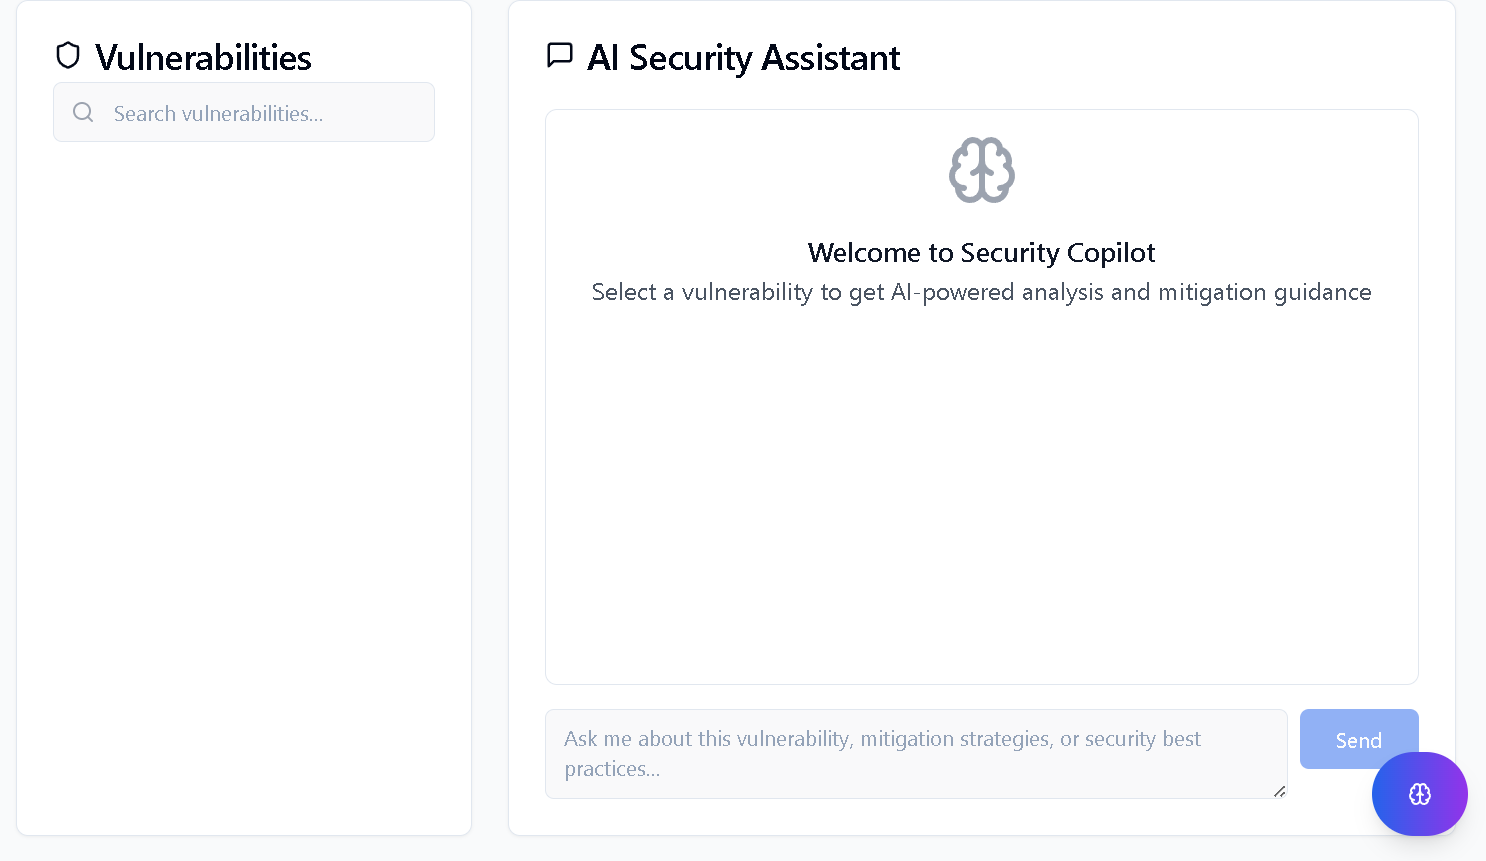 Vulnerabilities
Search vulnerabilities...
AI Security Assistant
Welcome to Security Copilot
Select a vulnerability to get AI-powered analysis and mitigation guidance
Ask me about this vulnerability, mitigation strategies, or security best
practices...
Send